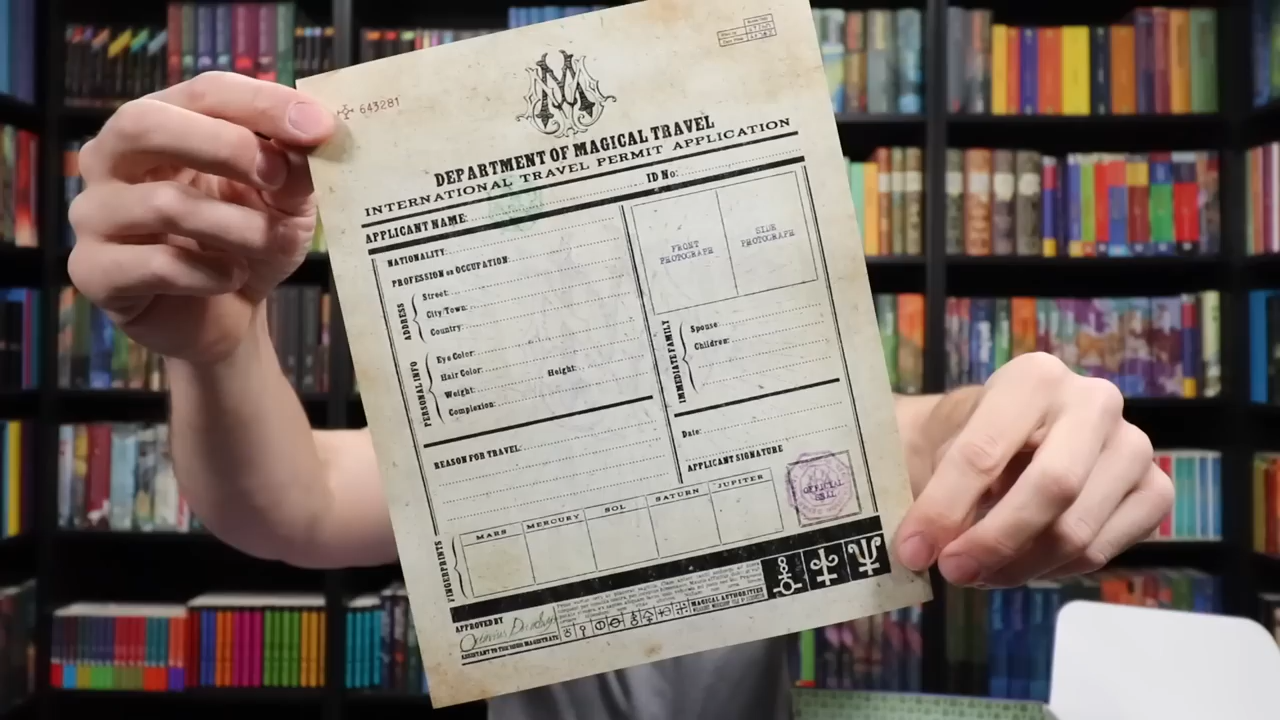 643281
M
DEPARTMENT OF MAGICAL TRAVEL
INTERNATIONAL TRAVEL PERMIT APPLICATION
APPLICANT NAME: ID No:
NATIONALITY:
PROFESSION OR OCCUPATION:
ADDRESS
Street:
City/Town:
Country:
PERSONAL INFO
Eye Color:
Hair Color: Height:
Weight:
Complexion:
REASON FOR TRAVEL:
FRONT PHOTOGRAPH
SIDE PHOTOGRAPH
IMMEDIATE FAMILY
Spouse:
Children:
Date:
APPLICANT SIGNATURE
OFFICIAL SEAL
FINGERPRINTS
MARS MERCURY SOL SATURN JUPITER
APPROVED BY
ASSISTANT TO THE HIGH MAGISTRATE
MAGICAL AUTHORITIES